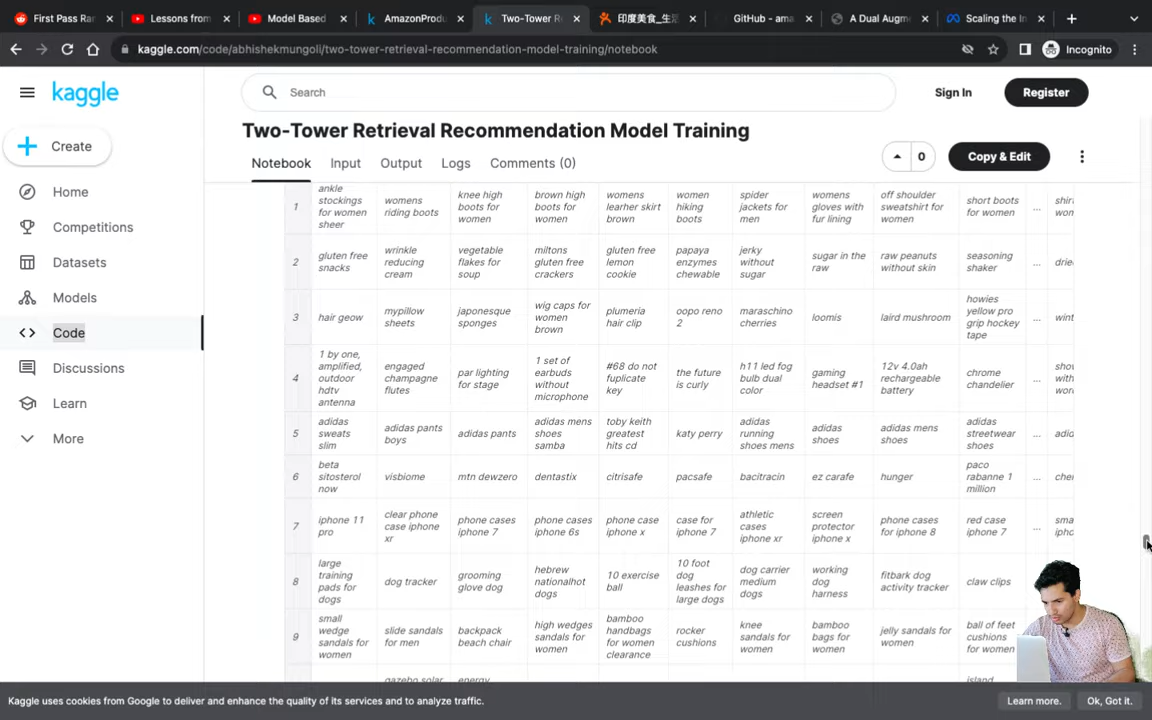 First Pass Ran
Lessons from
Model Based
AmazonProdu
Two-Tower Re
印度美食_生活
GitHub - ama
A Dual Augme
Scaling the In
kaggle.com/code/abhishekmungoli/two-tower-retrieval-recommendation-model-training/notebook
Incognito
kaggle
Search
Sign In
Register
Create
Home
Competitions
Datasets
Models
Code
Discussions
Learn
More
Two-Tower Retrieval Recommendation Model Training
Notebook
Input
Output
Logs
Comments (0)
0
Copy & Edit
1
ankle
stockings
for women
sheer
womens
riding boots
knee high
boots for
women
brown high
boots for
women
womens
learher skirt
brown
women
hiking
boots
spider
jackets for
men
womens
gloves with
fur lining
off shoulder
sweatshirt for
women
short boots
for women
...
shir
won
2
gluten free
snacks
wrinkle
reducing
cream
vegetable
flakes for
soup
miltons
gluten free
crackers
gluten free
lemon
cookie
papaya
enzymes
chewable
jerky
without
sugar
sugar in the
raw
raw peanuts
without skin
seasoning
shaker
...
drie
3
hair geow
mypillow
sheets
japonesque
sponges
wig caps for
women
brown
plumeria
hair clip
oopo reno
2
maraschino
cherries
loomis
laird mushroom
howies
yellow pro
grip hockey
tape
...
wint
4
1 by one,
amplified,
outdoor
hdtv
antenna
engaged
champagne
flutes
par lighting
for stage
1 set of
earbuds
without
microphone
#68 do not
fuplicate
key
the future
is curly
h11 led fog
bulb dual
color
gaming
headset #1
12v 4.0ah
rechargeable
battery
chrome
chandelier
...
sho
with
wor
5
adidas
sweats
slim
adidas pants
boys
adidas pants
adidas mens
shoes
samba
toby keith
greatest
hits cd
katy perry
adidas
running
shoes mens
adidas
shoes
adidas mens
shoes
adidas
streetwear
shoes
...
adid
6
beta
sitosterol
now
visbiome
mtn dewzero
dentastix
citrisafe
pacsafe
bacitracin
ez carafe
hunger
paco
rabanne 1
million
...
che
7
iphone 11
pro
clear phone
case iphone
xr
phone cases
iphone 7
phone cases
iphone 6s
phone case
iphone x
case for
iphone 7
athletic
cases
iphone xr
screen
protector
iphone x
phone cases
for iphone 8
red case
iphone 7
...
sma
ipho
8
large
training
pads for
dogs
dog tracker
grooming
glove dog
hebrew
nationalhot
dogs
10 exercise
ball
10 foot
dog
leashes for
large dogs
dog carrier
medium
dogs
working
dog
harness
fitbark dog
activity tracker
claw clips
9
small
wedge
sandals for
women
slide sandals
for men
backpack
beach chair
high wedges
sandals for
women
bamboo
handbags
for women
clearance
rocker
cushions
knee
sandals for
women
bamboo
bags for
women
jelly sandals for
women
ball of feet
cushions
for women
gazebo solar
energy
island
Kaggle uses cookies from Google to deliver and enhance the quality of its services and to analyze traffic.
Learn more.
Ok, Got it.